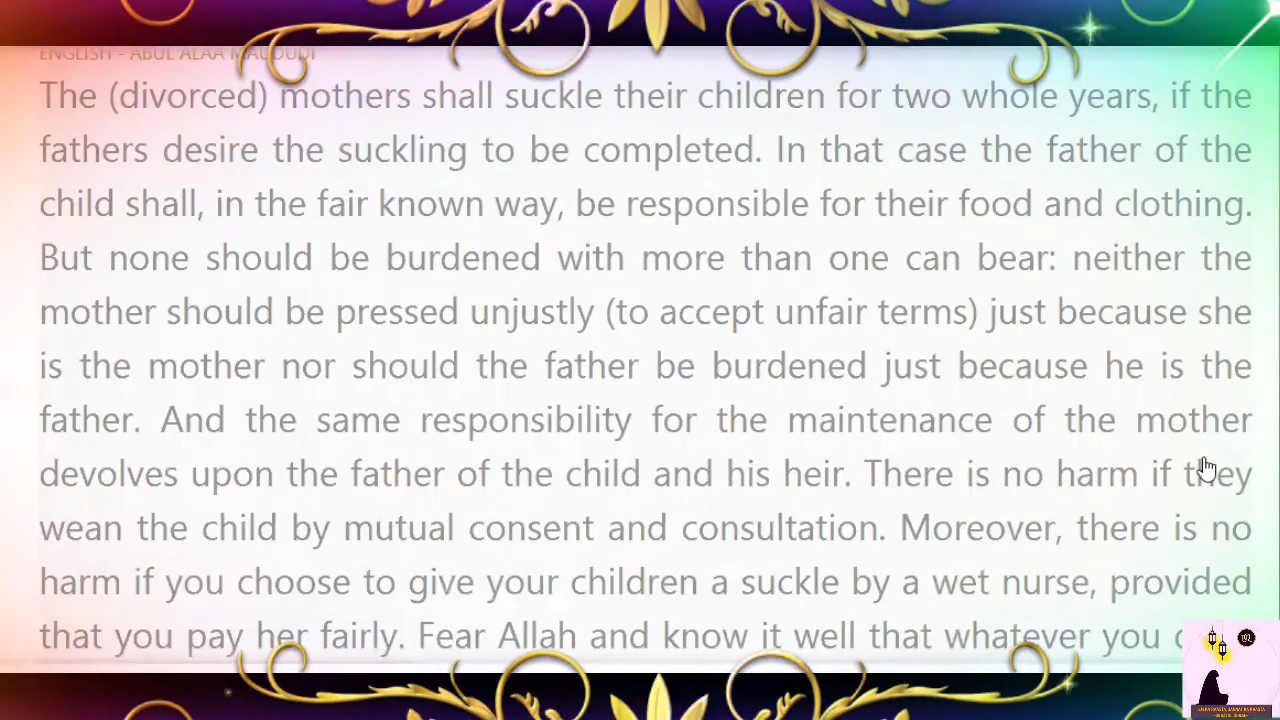 ENGLISH - ABUL ALAA MAUDUDI
The (divorced) mothers shall suckle their children for two whole years, if the
fathers desire the suckling to be completed. In that case the father of the
child shall, in the fair known way, be responsible for their food and clothing.
But none should be burdened with more than one can bear: neither the
mother should be pressed unjustly (to accept unfair terms) just because she
is the mother nor should the father be burdened just because he is the
father. And the same responsibility for the maintenance of the mother
devolves upon the father of the child and his heir. There is no harm if they
wean the child by mutual consent and consultation. Moreover, there is no
harm if you choose to give your children a suckle by a wet nurse, provided
that you pay her fairly. Fear Allah and know it well that whatever you